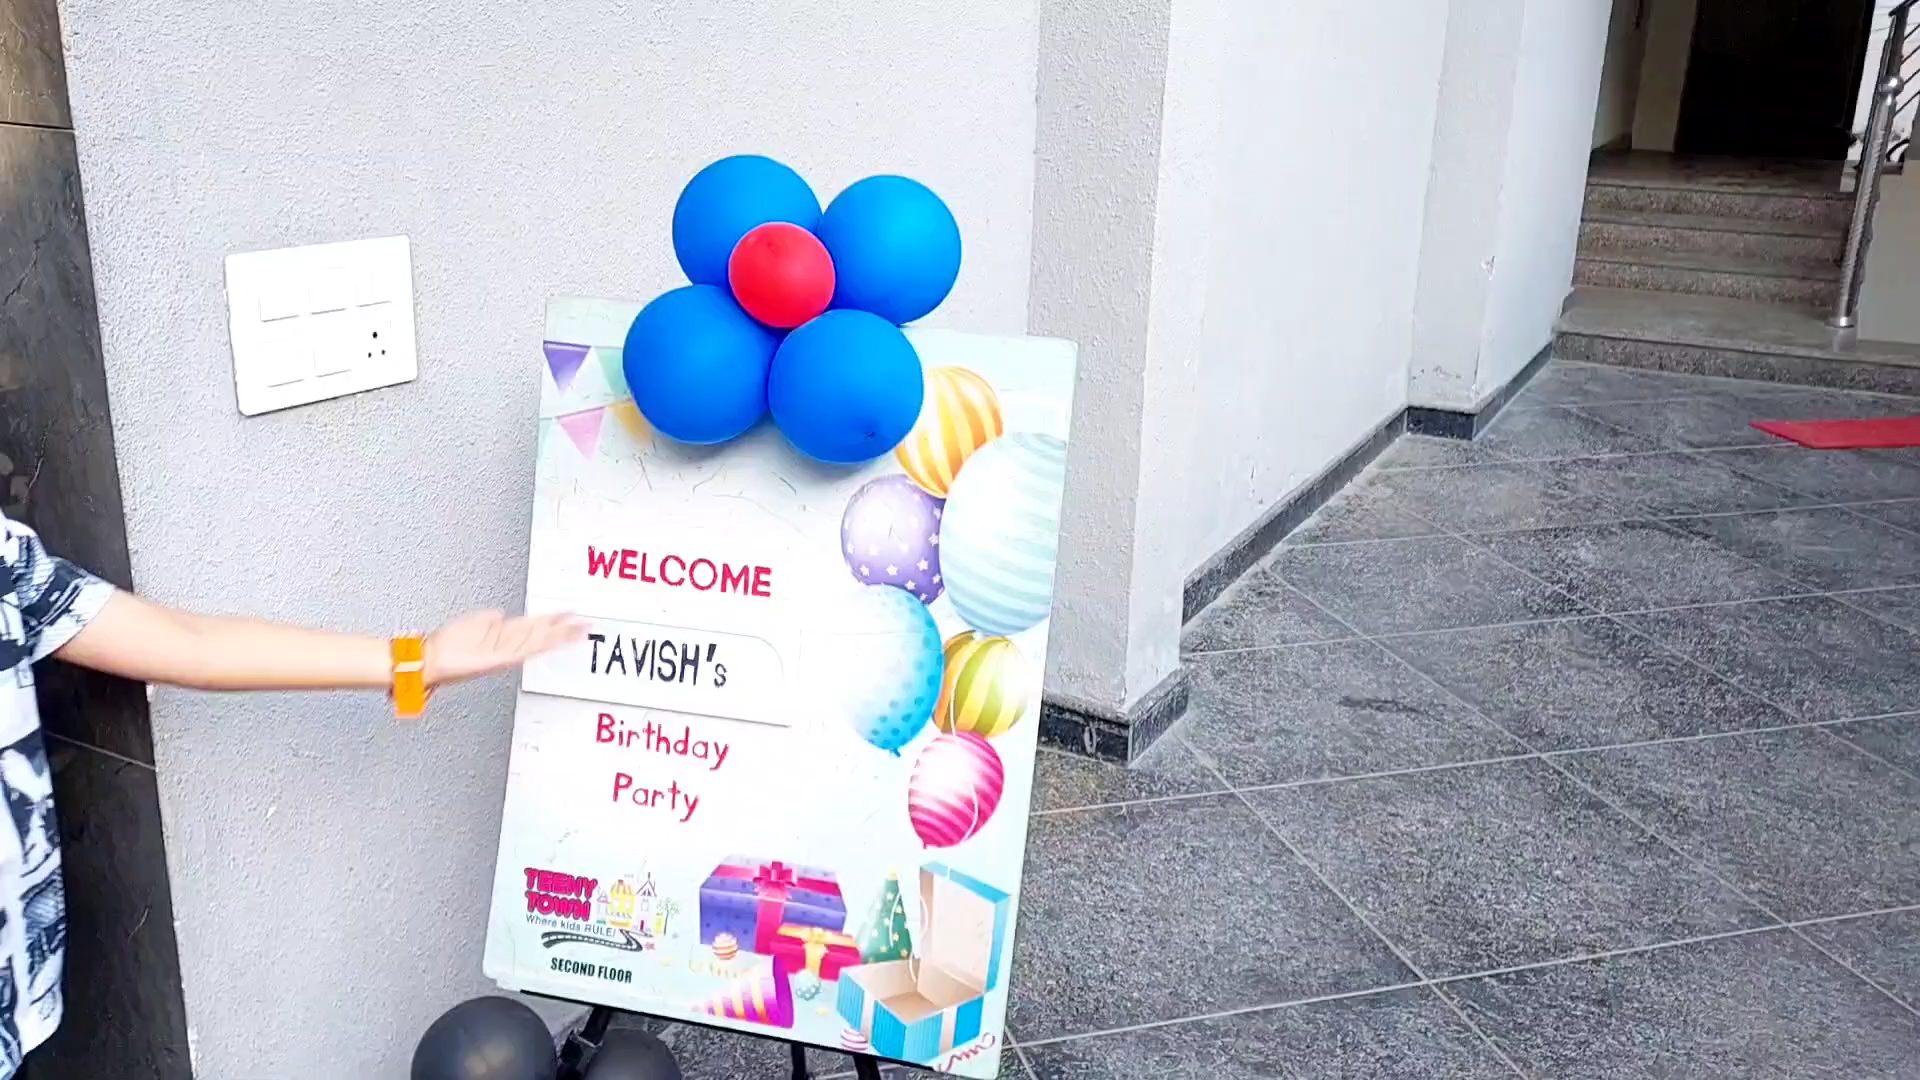 WELCOME
TAVISH's
Birthday
Party
TEENY
TOWN
Where kids RULE!
SECOND FLOOR